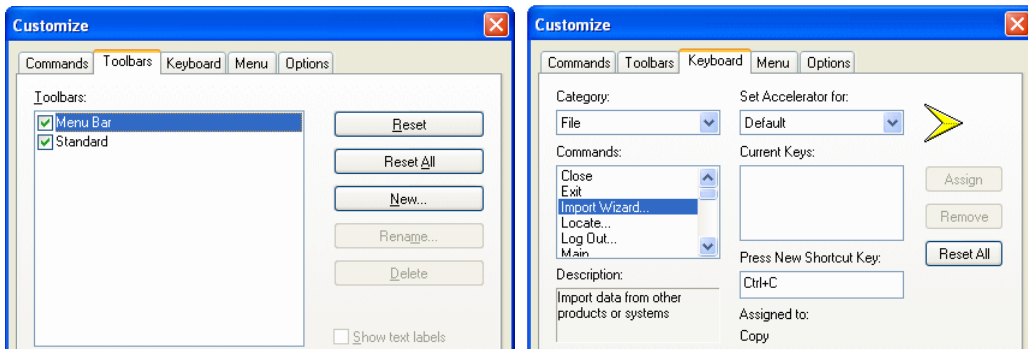 Customize
Commands Toolbars Keyboard Menu Options
Toolbars:
Menu Bar
Standard
Reset
Reset All
New...
Rename...
Delete
Show text labels
Customize
Commands Toolbars Keyboard Menu Options
Category:
File
Commands:
Close
Exit
Import Wizard...
Locate...
Log Out...
Main
Description:
Import data from other
products or systems
Set Accelerator for:
Default
Current Keys:
Press New Shortcut Key:
Ctrl+C
Assigned to:
Copy
Assign
Remove
Reset All